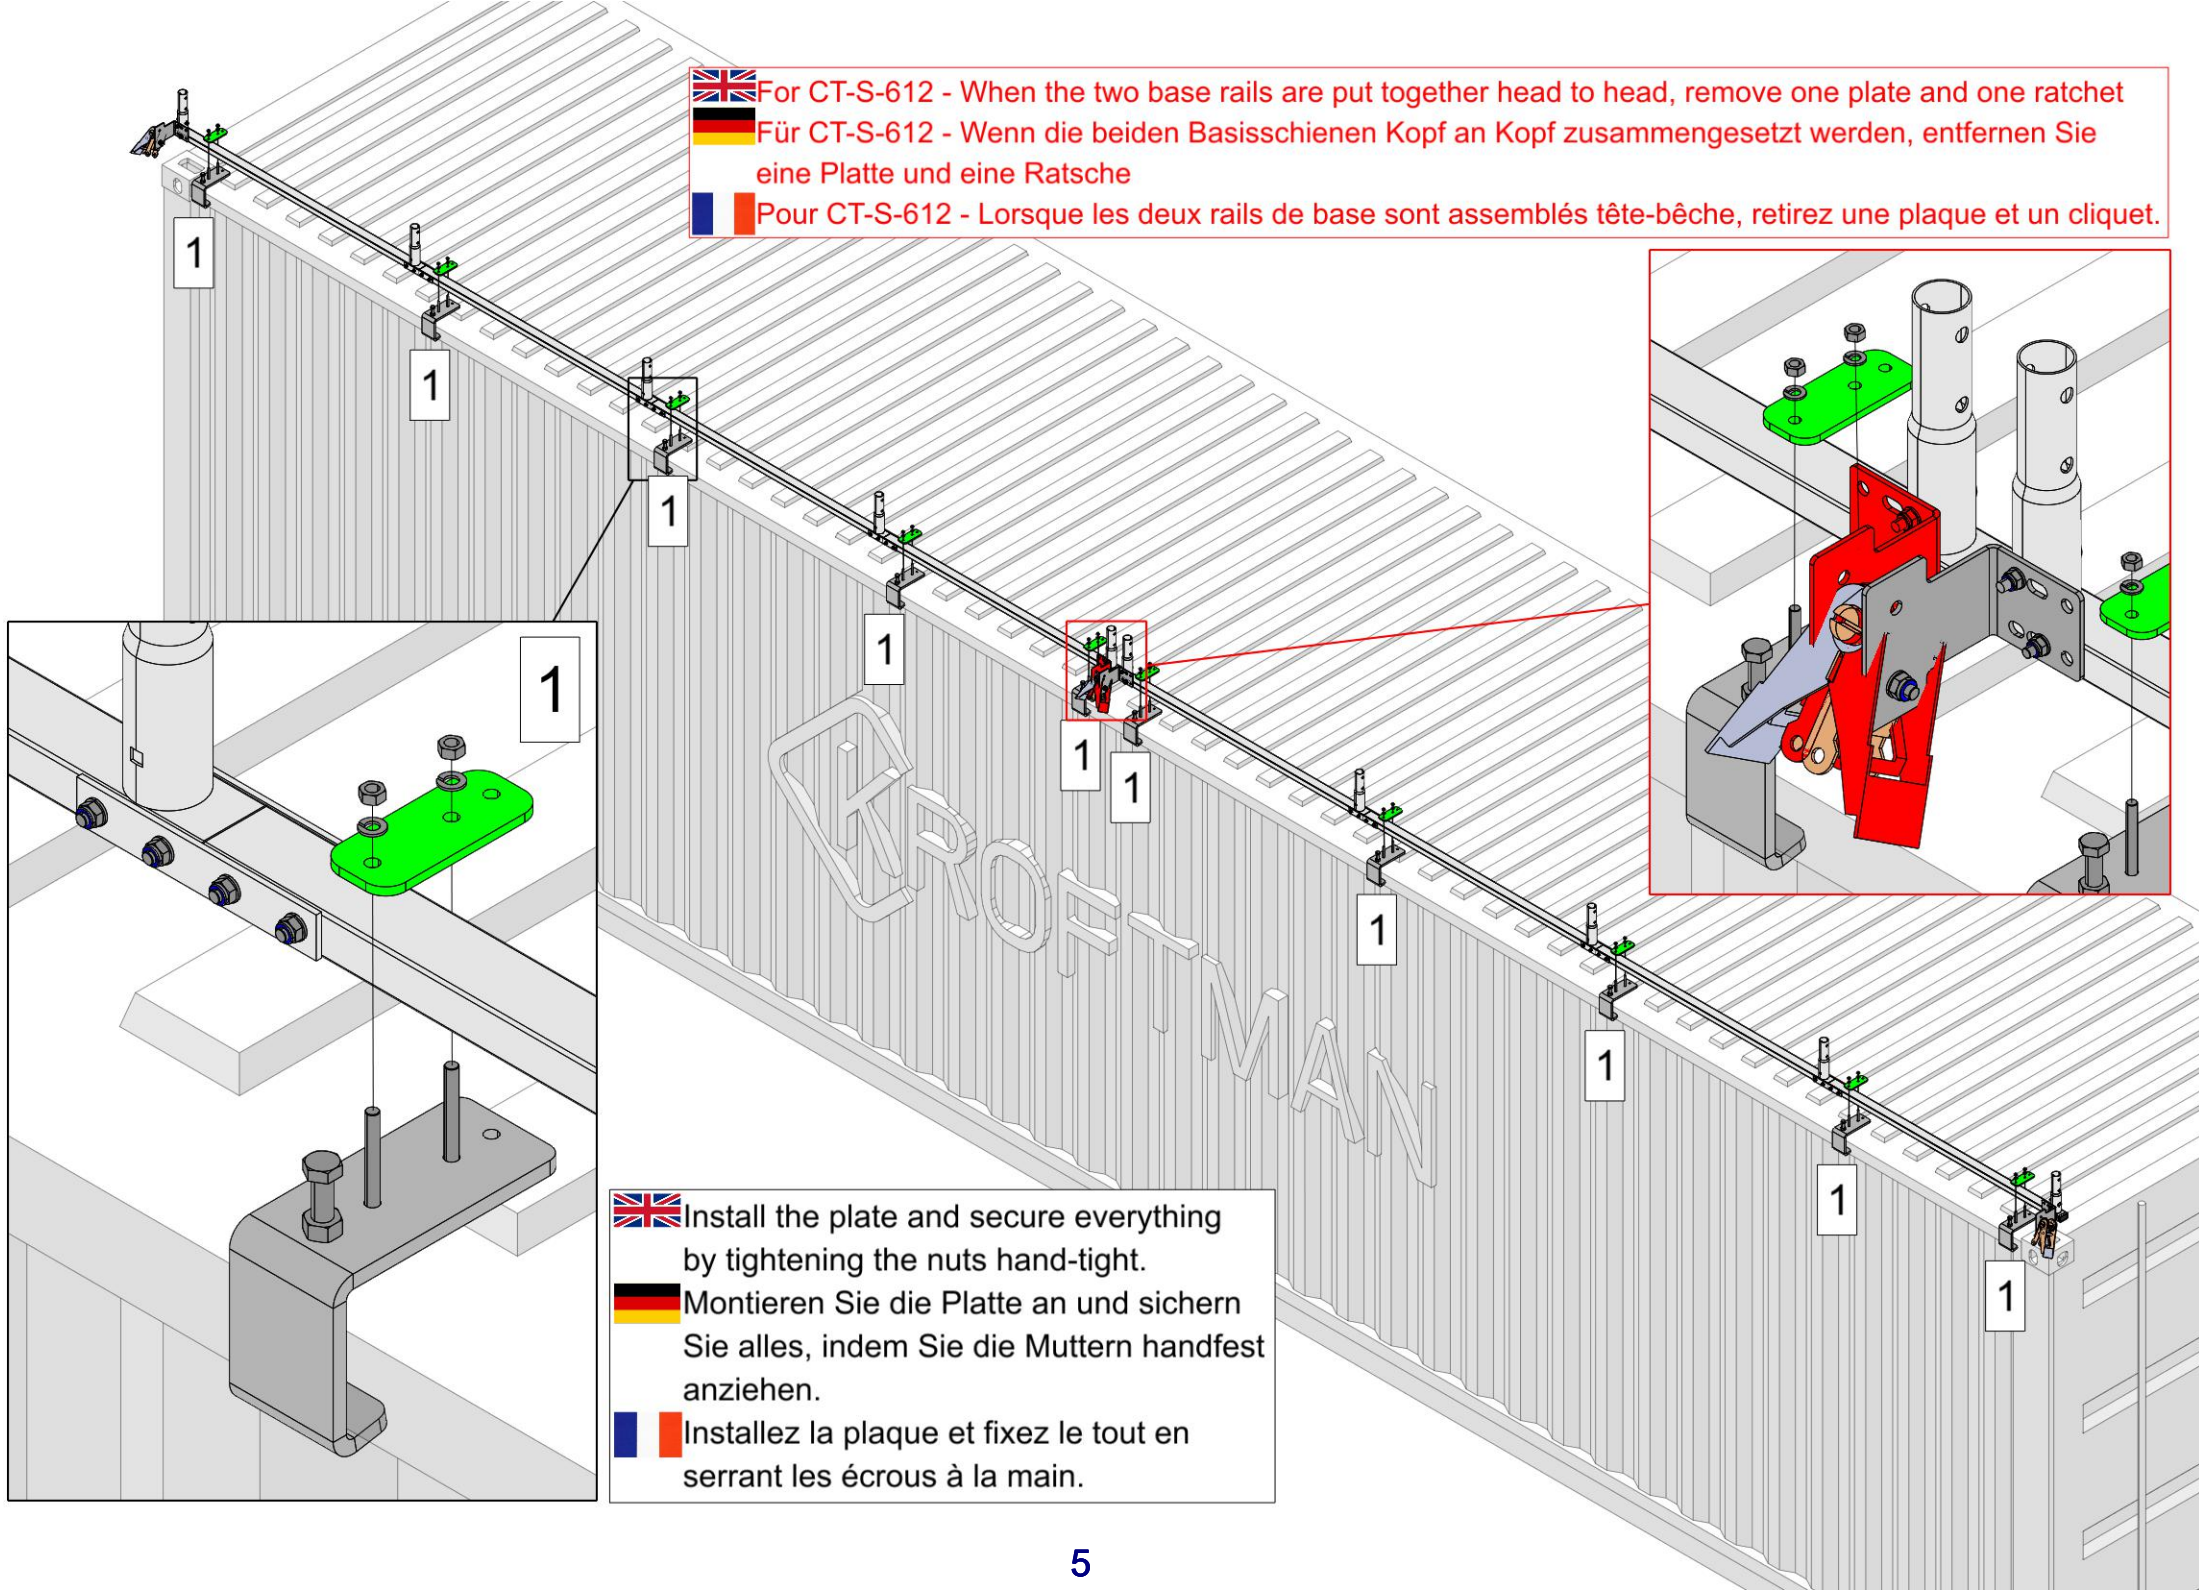 For CT-S-612 - When the two base rails are put together head to head, remove one plate and one ratchet
Für CT-S-612 - Wenn die beiden Basisschienen Kopf an Kopf zusammengesetzt werden, entfernen Sie
eine Platte und eine Ratsche
Pour CT-S-612 - Lorsque les deux rails de base sont assemblés tête-bêche, retirez une plaque et un cliquet.
1
1
1
1
1
1
1
1
1
1
1
KROFTMAN
Install the plate and secure everything
by tightening the nuts hand-tight.
Montieren Sie die Platte an und sichern
Sie alles, indem Sie die Muttern handfest
anziehen.
Installez la plaque et fixez le tout en
serrant les écrous à la main.
5